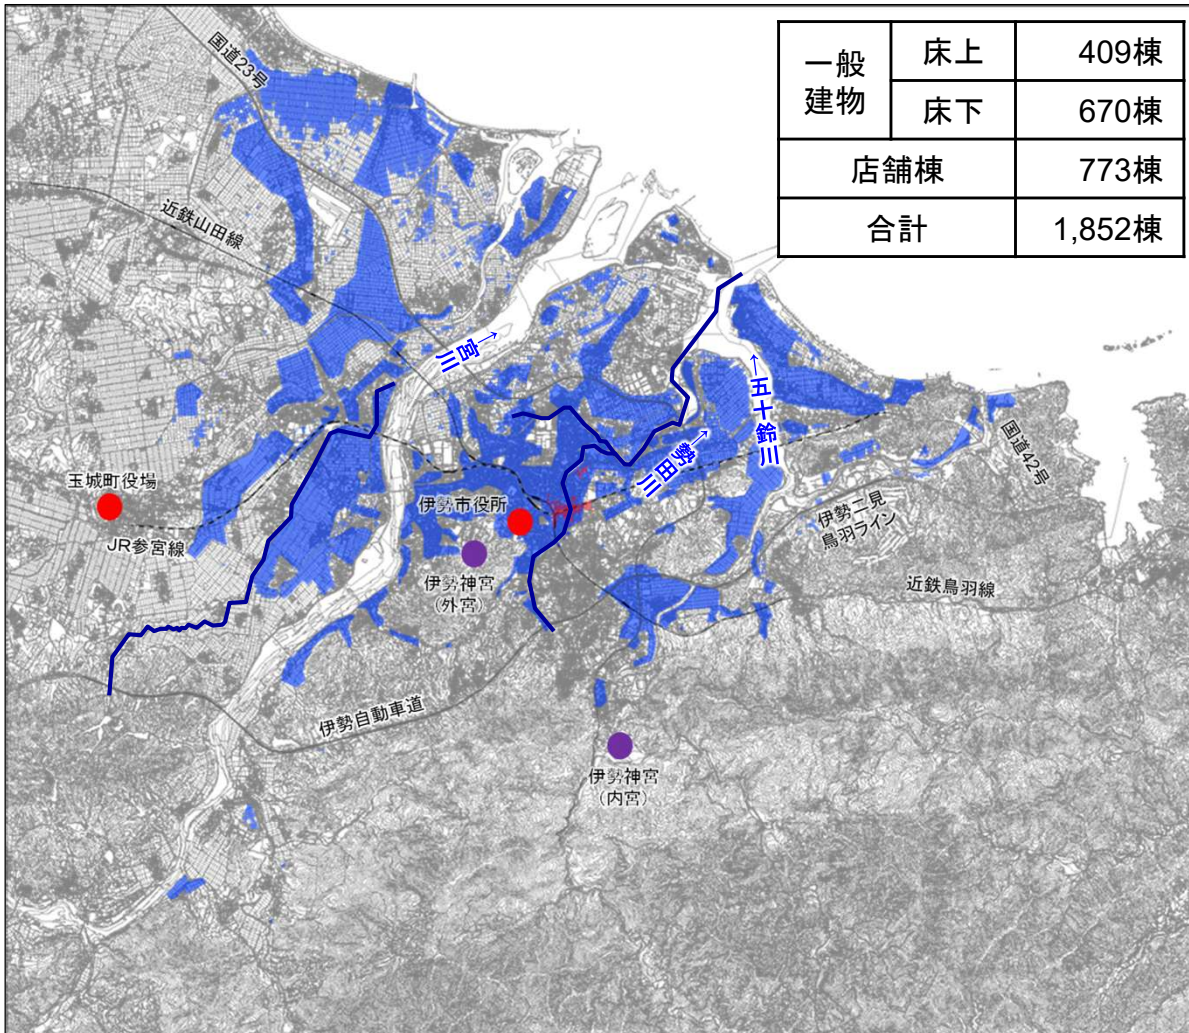 一般
建物
床上
409棟
床下
670棟
店舗棟
773棟
合計
1,852棟
国道23号
近鉄山田線
宮川→
←五十鈴川
勢田川→
国道42号
玉城町役場
JR参宮線
伊勢市役所
伊勢神宮
(外宮)
伊勢二見
鳥羽ライン
近鉄鳥羽線
伊勢自動車道
伊勢神宮
(内宮)